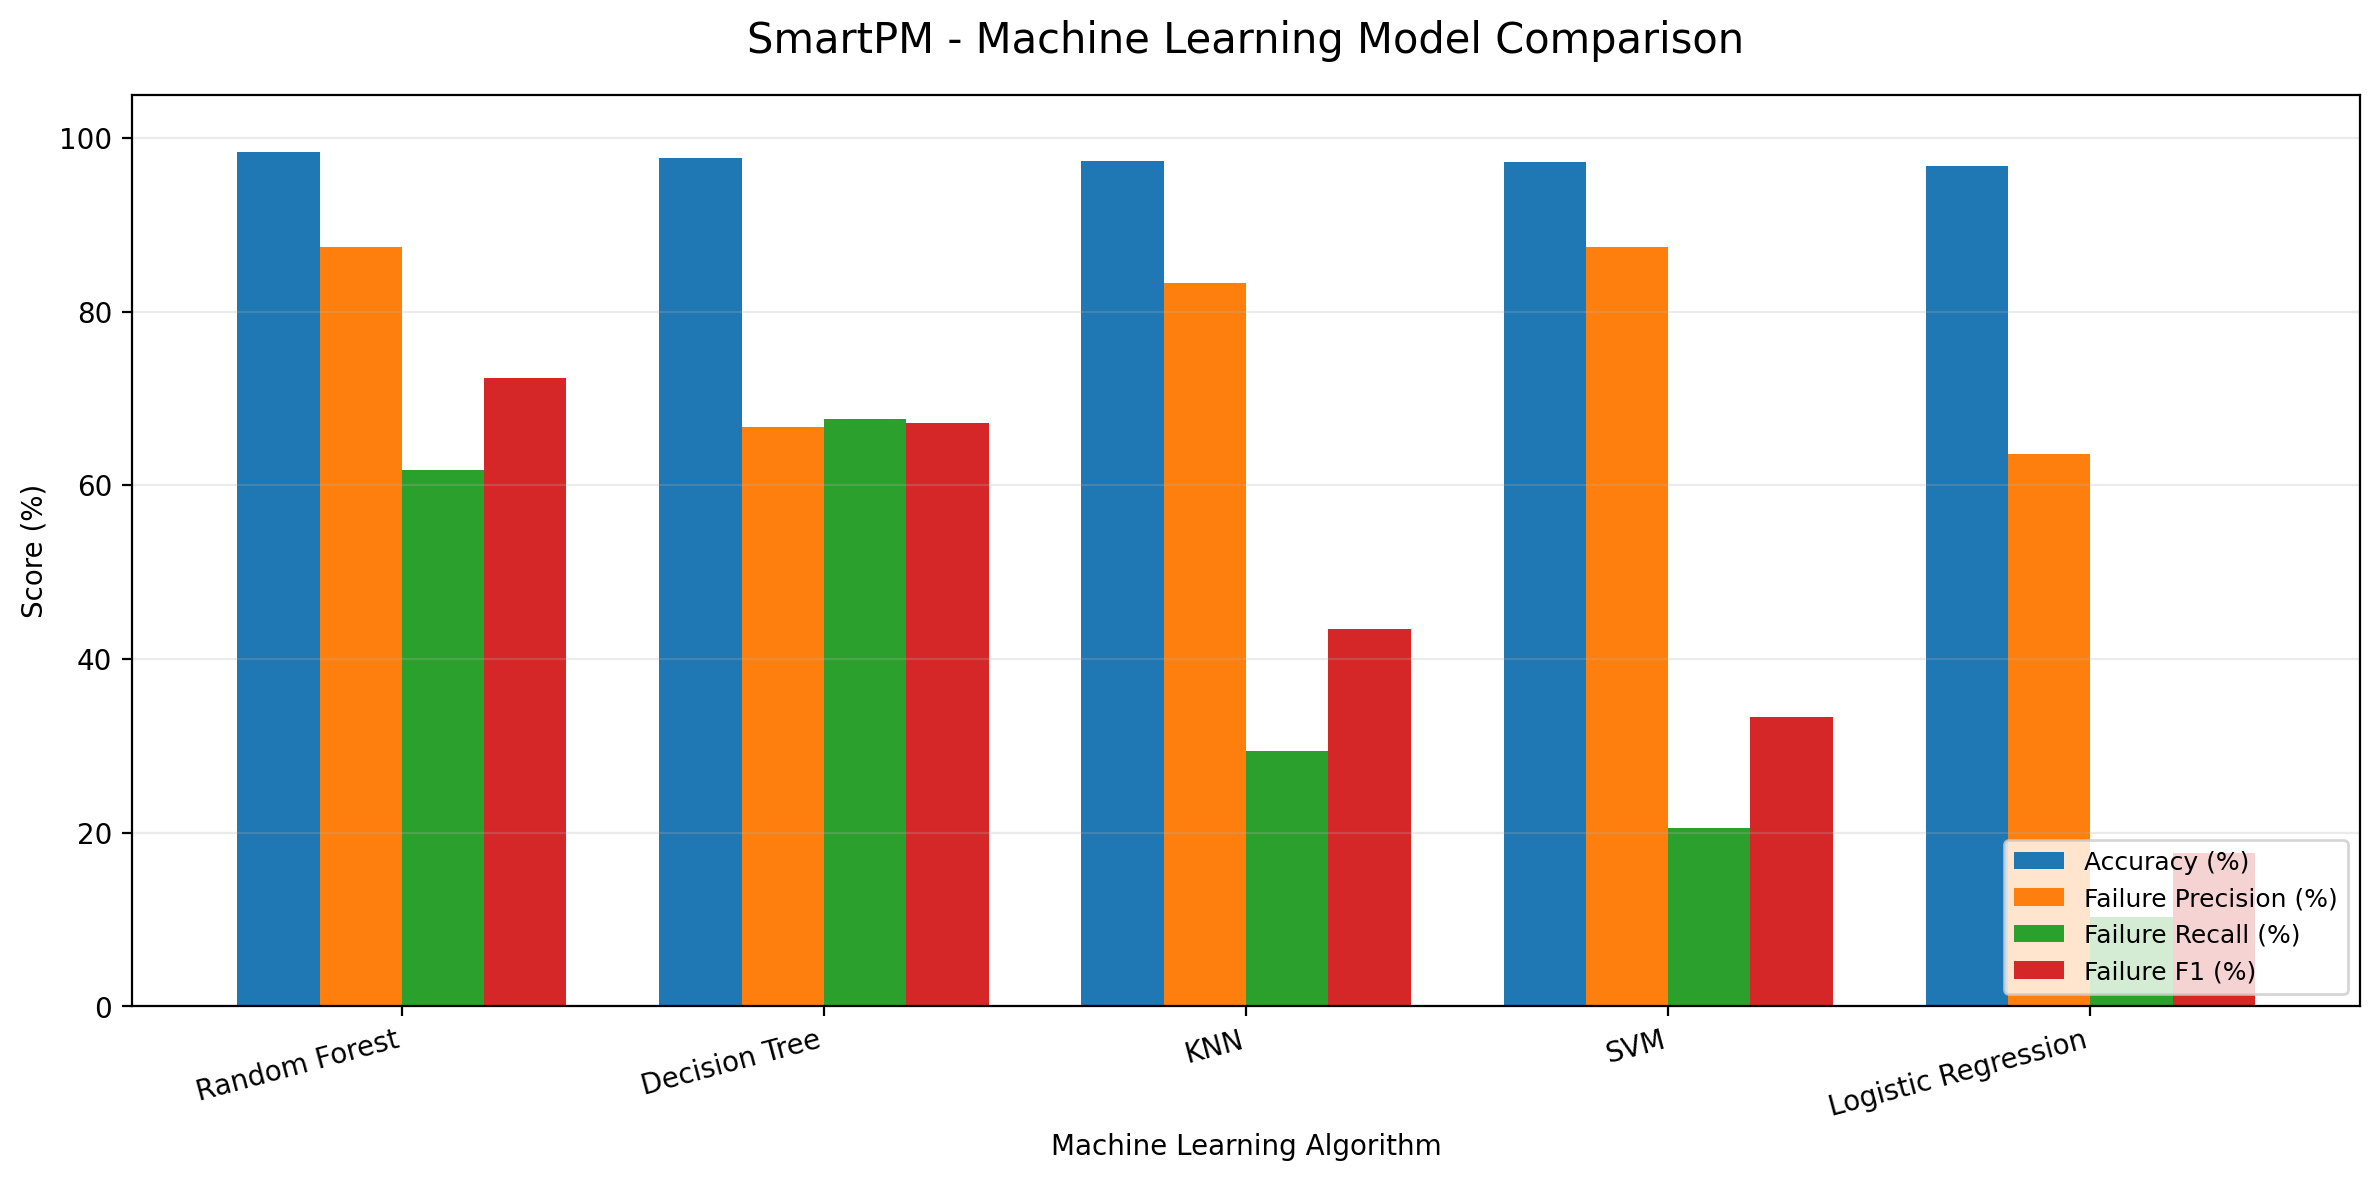 SmartPM - Machine Learning Model Comparison
Score (%)
100
80
60
40
20
0
Accuracy (%)
Failure Precision (%)
Failure Recall (%)
Failure F1 (%)
Random Forest
Decision Tree
KNN
SVM
Logistic Regression
Machine Learning Algorithm